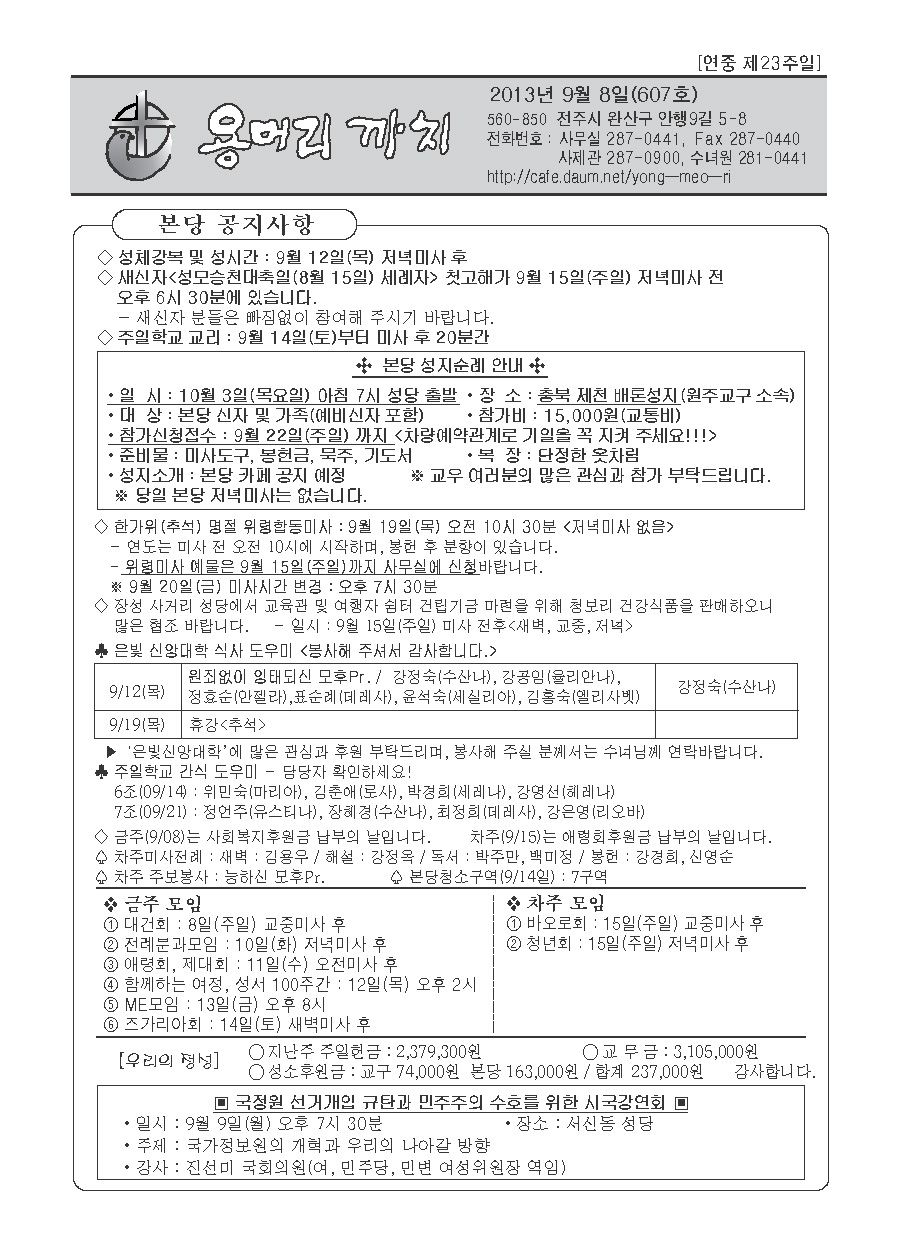 [연중 제23주일]
용머리 까치
2013년 9월 8일(607호)
560-850 전주시 완산구 안행9길 5-8
전화번호 : 사무실 287-0441, Fax 287-0440
사제관 287-0900, 수녀원 281-0441
http://cafe.daum.net/yong―meo―ri
본당 공지사항
◇ 성체강복 및 성시간 : 9월 12일(목) 저녁미사 후
◇ 새신자<성모승천대축일(8월 15일) 세례자> 첫고해가 9월 15일(주일) 저녁미사 전
오후 6시 30분에 있습니다.
- 새신자 분들은 빠짐없이 참여해 주시기 바랍니다.
◇ 주일학교 교리 : 9월 14일(토)부터 미사 후 20분간
✣ 본당 성지순례 안내 ✣
• 일 시 : 10월 3일(목요일) 아침 7시 성당 출발 • 장 소 : 충북 제천 배론성지(원주교구 소속)
• 대 상 : 본당 신자 및 가족(예비신자 포함) • 참가비 : 15,000원(교통비)
• 참가신청접수 : 9월 22일(주일) 까지 <차량예약관계로 기일을 꼭 지켜 주세요!!!>
• 준비물 : 미사도구, 봉헌금, 묵주, 기도서 • 복 장 : 단정한 옷차림
• 성지소개 : 본당 카페 공지 예정 ※ 교우 여러분의 많은 관심과 참가 부탁드립니다.
※ 당일 본당 저녁미사는 없습니다.
◇ 한가위(추석) 명절 위령합동미사 : 9월 19일(목) 오전 10시 30분 <저녁미사 없음>
- 연도는 미사 전 오전 10시에 시작하며, 봉헌 후 분향이 있습니다.
- 위령미사 예물은 9월 15일(주일)까지 사무실에 신청바랍니다.
※ 9월 20일(금) 미사시간 변경 : 오후 7시 30분
◇ 장성 사거리 성당에서 교육관 및 여행자 쉼터 건립기금 마련을 위해 청보리 건강식품을 판매하오니
많은 협조 바랍니다. - 일시 : 9월 15일(주일) 미사 전후<새벽, 교중, 저녁>
♣ 은빛 신앙대학 식사 도우미 <봉사해 주셔서 감사합니다.>
9/12(목) 원죄없이 잉태되신 모후Pr. / 강정숙(수산나), 강공임(율리안나), 강정숙(수산나)
정효순(안젤라),표순례(데레사), 윤석숙(세실리아), 김홍숙(엘리사벳)
9/19(목) 휴강<추석>
▶ ‘은빛신앙대학’에 많은 관심과 후원 부탁드리며, 봉사해 주실 분께서는 수녀님께 연락바랍니다.
♣ 주일학교 간식 도우미 - 담당자 확인하세요!
6조(09/14) : 위민숙(마리아), 김춘애(로사), 박경희(세레나), 강영선(헤레나)
7조(09/21) : 정언주(유스티나), 장혜경(수산나), 최정희(데레사), 강은영(리오바)
◇ 금주(9/08)는 사회복지후원금 납부의 날입니다. 차주(9/15)는 애령회후원금 납부의 날입니다.
♤ 차주미사전례 : 새벽 : 김용우 / 해설 : 강정옥 / 독서 : 박주만, 백미정 / 봉헌 : 강경희, 신영순
♤ 차주 주보봉사 : 능하신 모후Pr. ♤ 본당청소구역(9/14일) : 7구역
❖ 금주 모임
① 대건회 : 8일(주일) 교중미사 후
② 전례분과모임 : 10일(화) 저녁미사 후
③ 애령회, 제대회 : 11일(수) 오전미사 후
④ 함께하는 여정, 성서 100주간 : 12일(목) 오후 2시
⑤ ME모임 : 13일(금) 오후 8시
⑥ 즈가리아회 : 14일(토) 새벽미사 후
❖ 차주 모임
① 바오로회 : 15일(주일) 교중미사 후
② 청년회 : 15일(주일) 저녁미사 후
[우리의 정성] ○지난주 주일헌금 : 2,379,300원 ○교 무 금 : 3,105,000원
○성소후원금 : 교구 74,000원 본당 163,000원 / 합계 237,000원 감사합니다.
▣ 국정원 선거개입 규탄과 민주주의 수호를 위한 시국강연회 ▣
• 일시 : 9월 9일(월) 오후 7시 30분 • 장소 : 서신동 성당
• 주제 : 국가정보원의 개혁과 우리의 나아갈 방향
• 강사 : 진선미 국회의원(여, 민주당, 민변 여성위원장 역임)